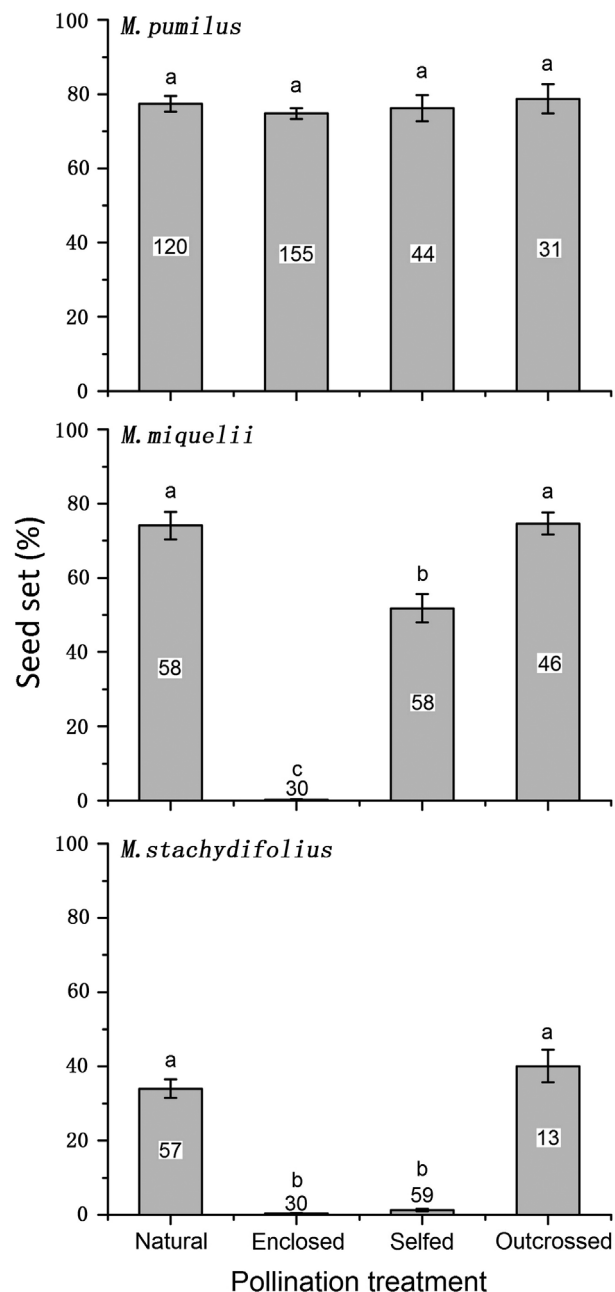 100
M.pumilus
a a a a
80
60
40
120 155 44 31
20
0
100
M.miquelii
80
a a
60
b
40
58 58 46
20
c
30
0
Seed set (%)
100
M.stachydifolius
80
60
a a
40
57 13
20
b b
30 59
0
Natural Enclosed Selfed Outcrossed
Pollination treatment